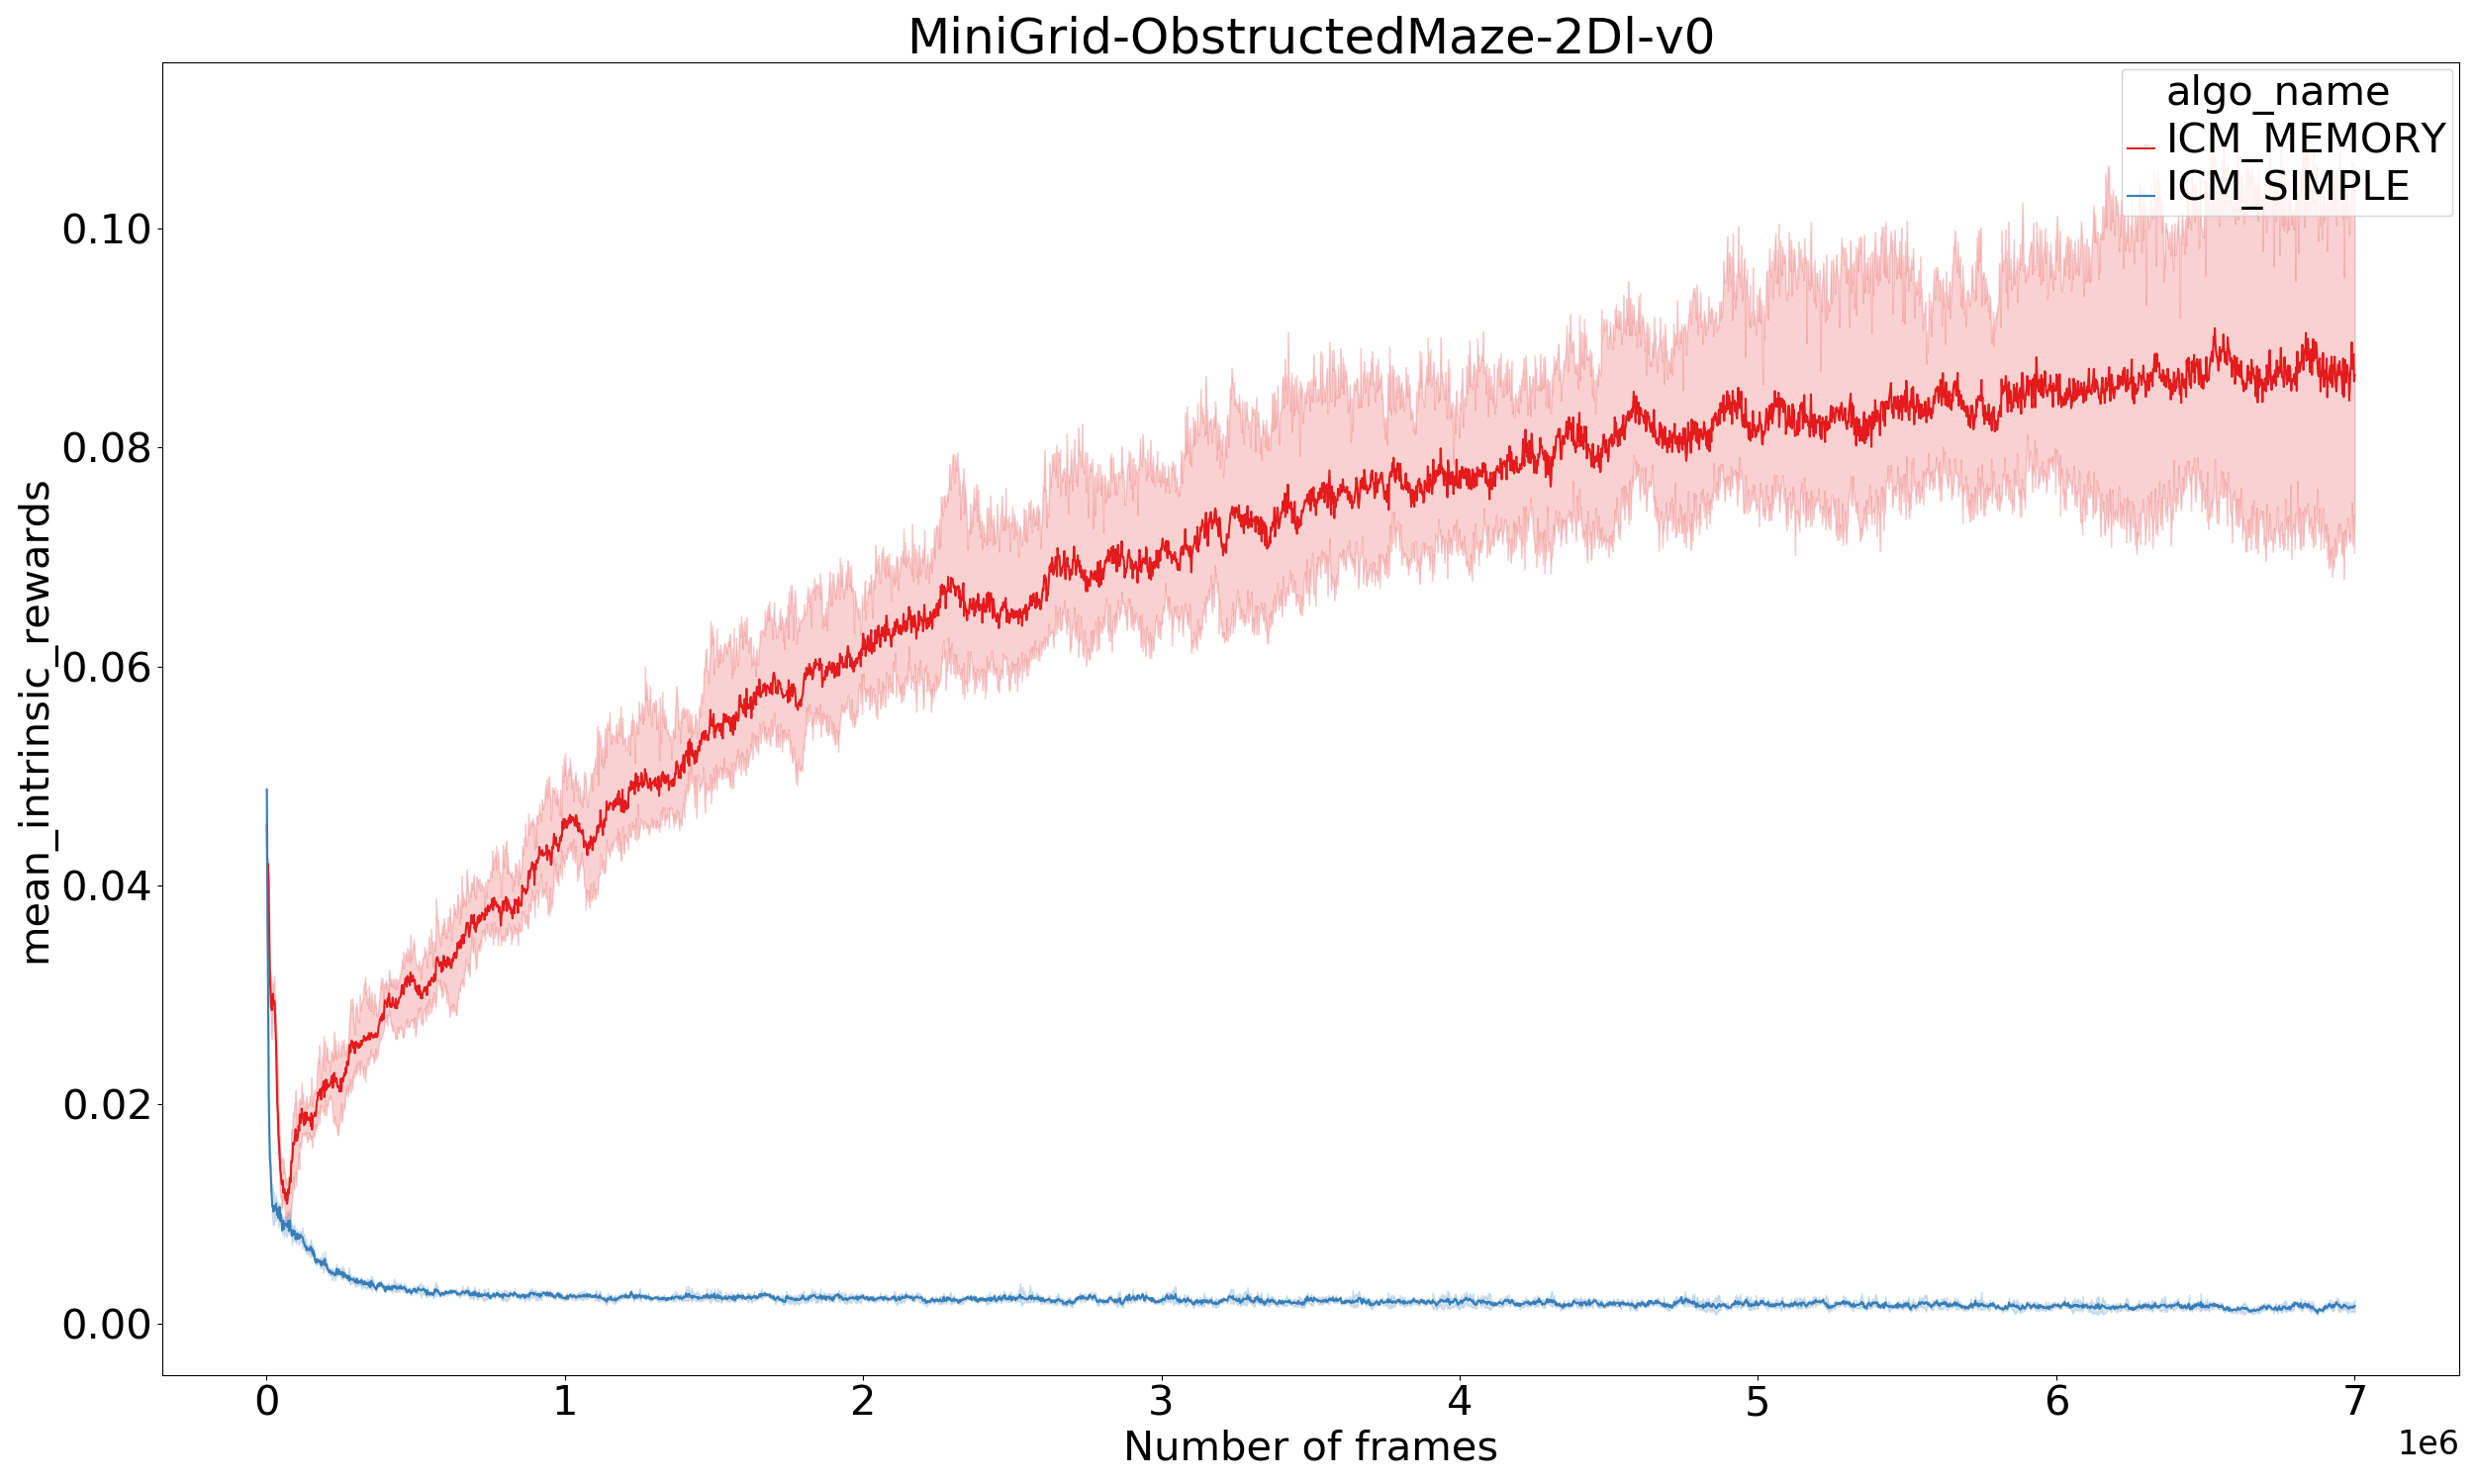 MiniGrid-ObstructedMaze-2Dl-v0
algo_name
ICM_MEMORY
ICM_SIMPLE
mean_intrinsic_rewards
0.10
0.08
0.06
0.04
0.02
0.00
0 1 2 3 4 5 6 7
1e6
Number of frames